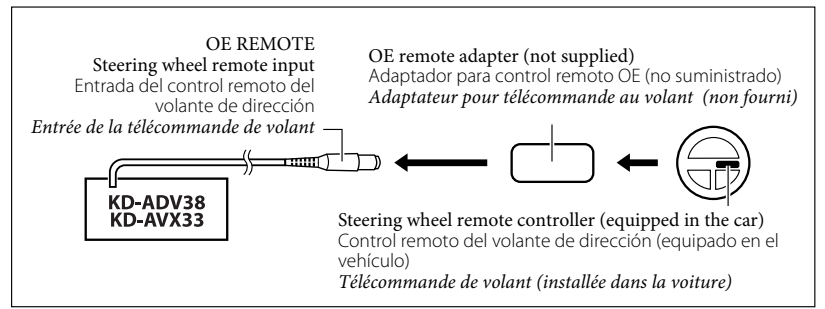 OE REMOTE
Steering wheel remote input
Entrada del control remoto del
volante de dirección
Entrée de la télécommande de volant
OE remote adapter (not supplied)
Adaptador para control remoto OE (no suministrado)
Adaptateur pour télécommande au volant (non fourni)
KD-ADV38
KD-AVX33
Steering wheel remote controller (equipped in the car)
Control remoto del volante de dirección (equipado en el
vehículo)
Télécommande de volant (installée dans la voiture)